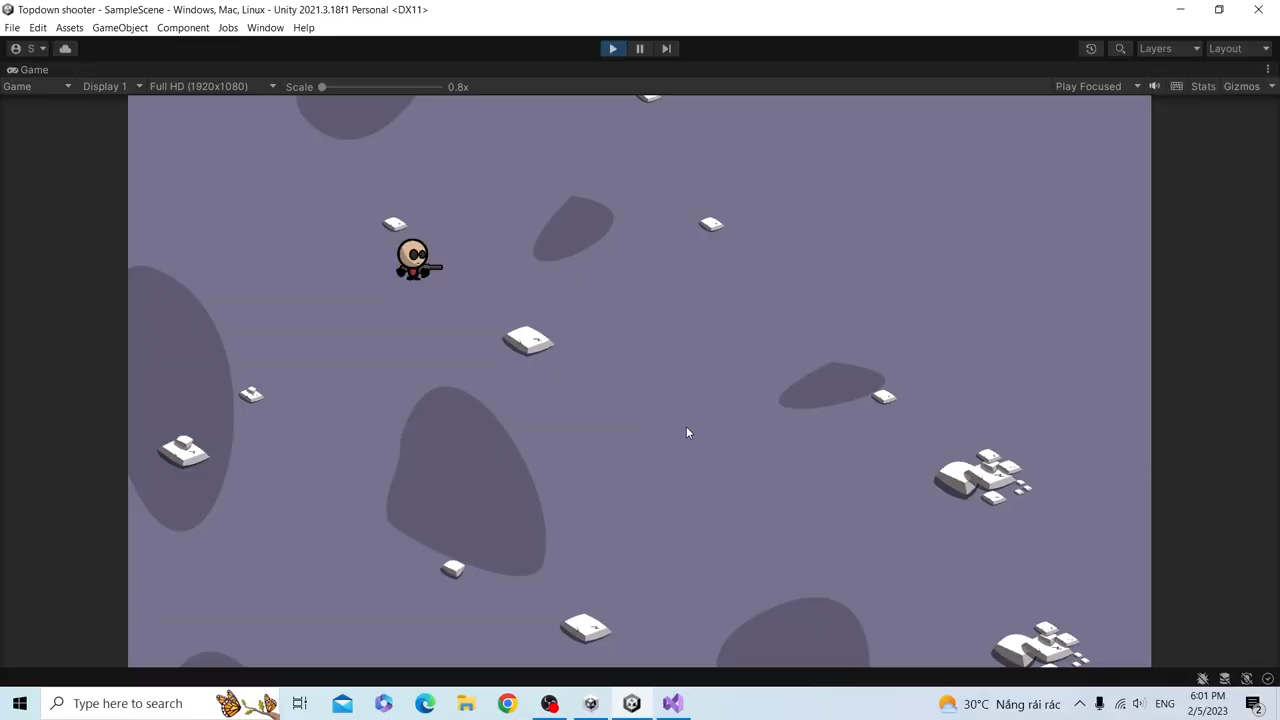 Topdown shooter - SampleScene - Windows, Mac, Linux - Unity 2021.3.18f1 Personal <DX11>
File Edit Assets GameObject Component Jobs Window Help
S Layers Layout
Game
Game Display 1 Full HD (1920x1080) Scale 0.8x Play Focused Stats Gizmos
Type here to search 30°C Nắng rải rác ENG 6:01 PM 2/5/2023 2